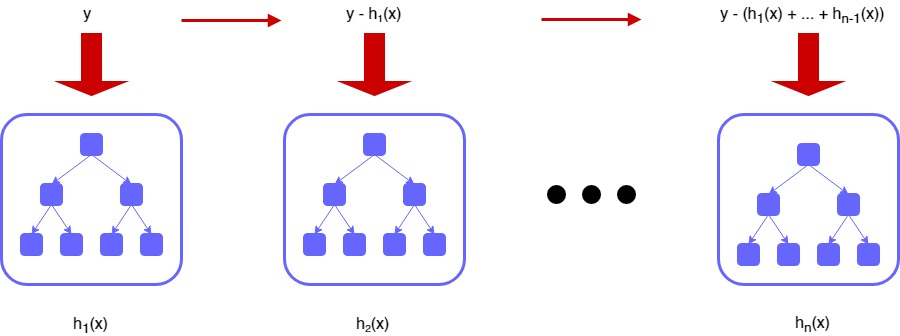 y
y - h₁(x)
y - (h₁(x) + ... + hₙ₋₁(x))
h₁(x)
h₂(x)
hₙ(x)